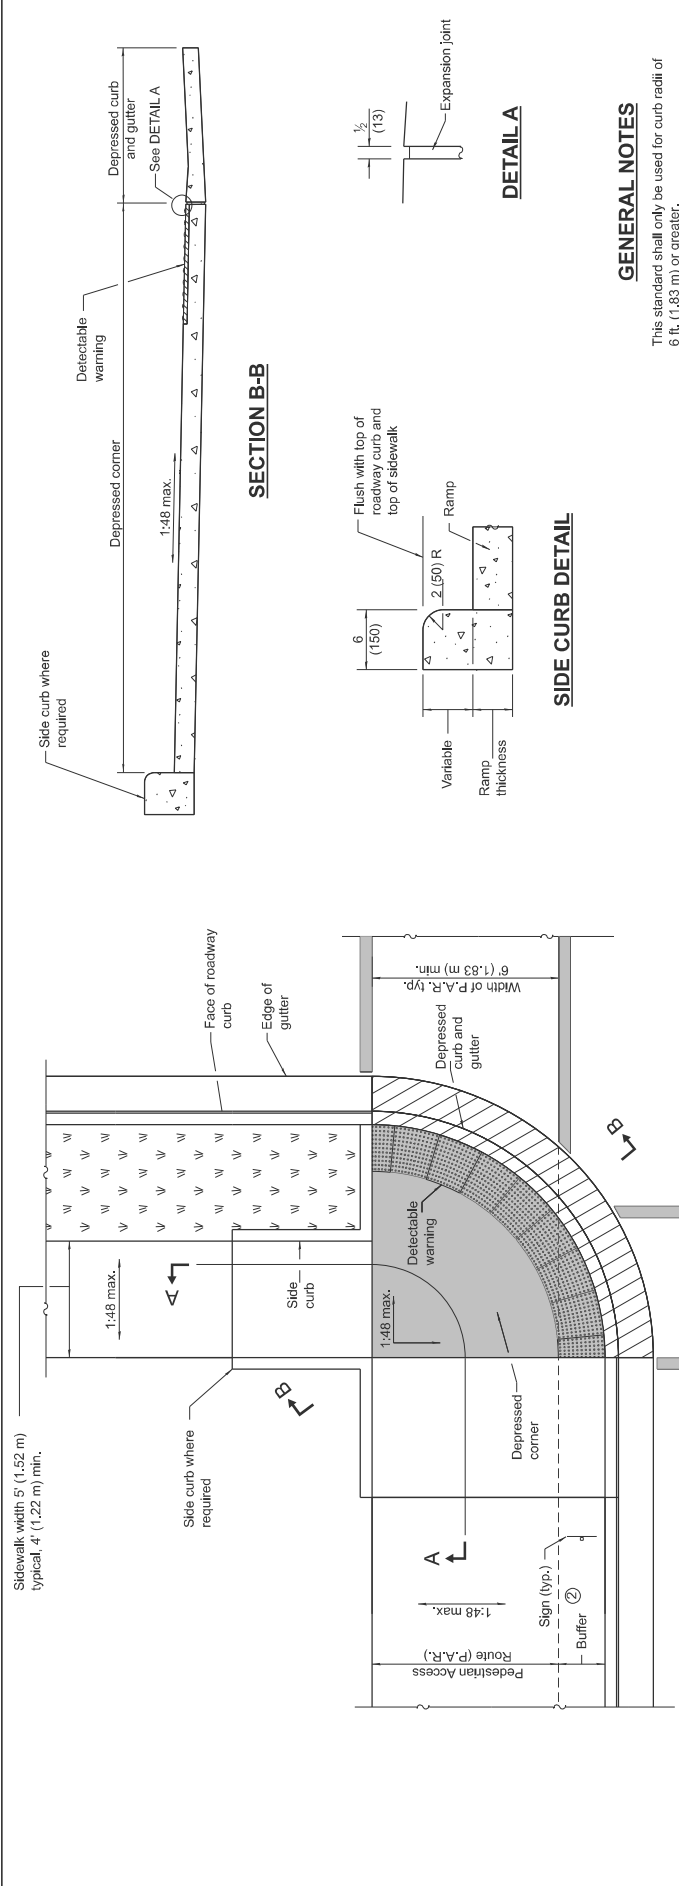 Sidewalk width 5' (1.52 m)
typical, 4' (1.22 m) min.
1:48 max.
Side curb where
required
B
A
Side
curb
Face of roadway
curb
Edge of
gutter
1:48 max.
Detectable
warning
Depressed
curb and
gutter
Width of P.A.R. typ.
6' (1.83 m) min.
B
Depressed
corner
A
1:48 max.
Pedestrian Access
Route (P.A.R.)
Sign (typ.)
Buffer ②
Side curb where
required
Depressed corner
1:48 max.
Detectable
warning
Depressed curb
and gutter
See DETAIL A
SECTION B-B
6
(150)
Flush with top of
roadway curb and
top of sidewalk
2 (50) R
Ramp
Variable
Ramp
thickness
SIDE CURB DETAIL
½
(13)
Expansion joint
DETAIL A
GENERAL NOTES
This standard shall only be used for curb radii of
6 ft. (1.83 m) or greater.